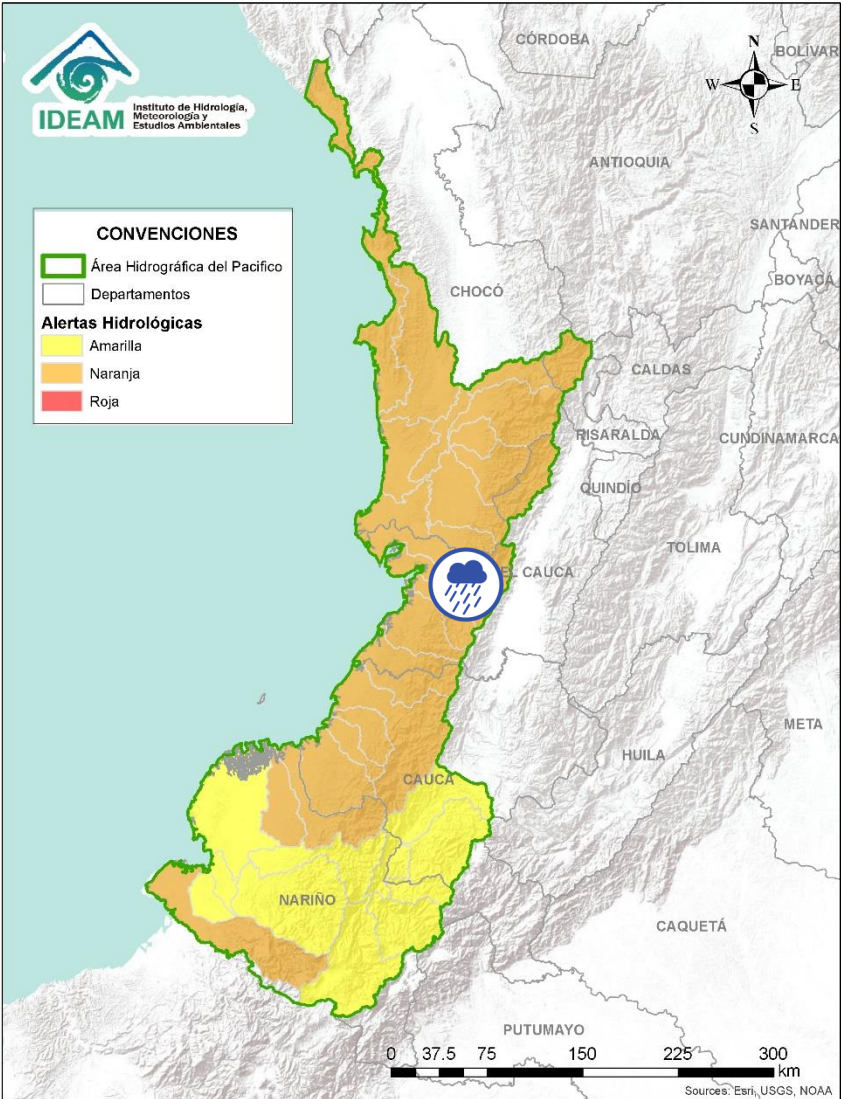 IDEAM
Instituto de Hidrología,
Meteorología y
Estudios Ambientales
N
W
E
S
CÓRDOBA
BOLÍVAR
ANTIOQUIA
SANTANDER
BOYACÁ
CHOCÓ
CALDAS
RISARALDA
CUNDINAMARCA
QUINDÍO
TOLIMA
EL CAUCA
META
HUILA
CAUCA
NARIÑO
CAQUETÁ
PUTUMAYO
CONVENCIONES
Área Hidrográfica del Pacifico
Departamentos
Alertas Hidrológicas
Amarilla
Naranja
Roja
0 37.5 75 150 225 300
km
Sources: Esri, USGS, NOAA